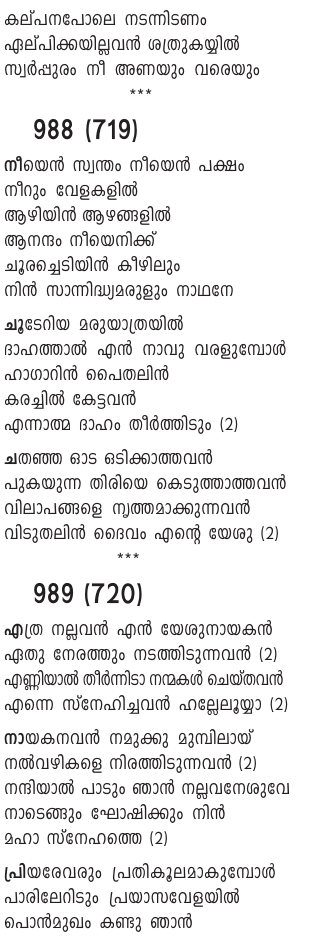 കല്പനപോലെ നടന്നിടണം
ഏല്പിക്കയില്ലവൻ ശത്രുകയ്യിൽ
സ്വർപ്പുരം നീ അണയും വരെയും
***
988 (719)
നീയെൻ സ്വന്തം നീയെൻ പക്ഷം
നീറും വേളകളിൽ
ആഴിയിൻ ആഴങ്ങളിൽ
ആനന്ദം നീയെനിക്ക്
ചൂരച്ചെടിയിൻ കീഴിലും
നിൻ സാന്നിദ്ധ്യമരുളും നാഥനേ
ചൂടേറിയ മരുയാത്രയിൽ
ദാഹത്താൽ എൻ നാവു വരളുമ്പോൾ
ഹാഗാറിൻ പൈതലിൻ
കരച്ചിൽ കേട്ടവൻ
എന്നാത്മ ദാഹം തീർത്തിടും (2)
ചതഞ്ഞ ഓട ഒടിക്കാത്തവൻ
പുകയുന്ന തിരിയെ കെടുത്താത്തവൻ
വിലാപങ്ങളെ നൃത്തമാക്കുന്നവൻ
വിടുതലിൻ ദൈവം എന്റെ യേശു (2)
***
989 (720)
എത്ര നല്ലവൻ എൻ യേശുനായകൻ
ഏതു നേരത്തും നടത്തിടുന്നവൻ (2)
എണ്ണിയാൽ തീർന്നിടാ നന്മകൾ ചെയ്തവൻ
എന്നെ സ്നേഹിച്ചവൻ ഹല്ലേലൂയ്യാ (2)
നായകനവൻ നമുക്കു മുമ്പിലായ്
നൽവഴികളെ നിരത്തിടുന്നവൻ (2)
നന്ദിയാൽ പാടും ഞാൻ നല്ലവനേശുവേ
നാടെങ്ങും ഘോഷിക്കും നിൻ
മഹാ സ്നേഹത്തെ (2)
പ്രിയരേവരും പ്രതികൂലമാകുമ്പോൾ
പാരിലേറിടും പ്രയാസവേളയിൽ
പൊൻമുഖം കണ്ടു ഞാൻ